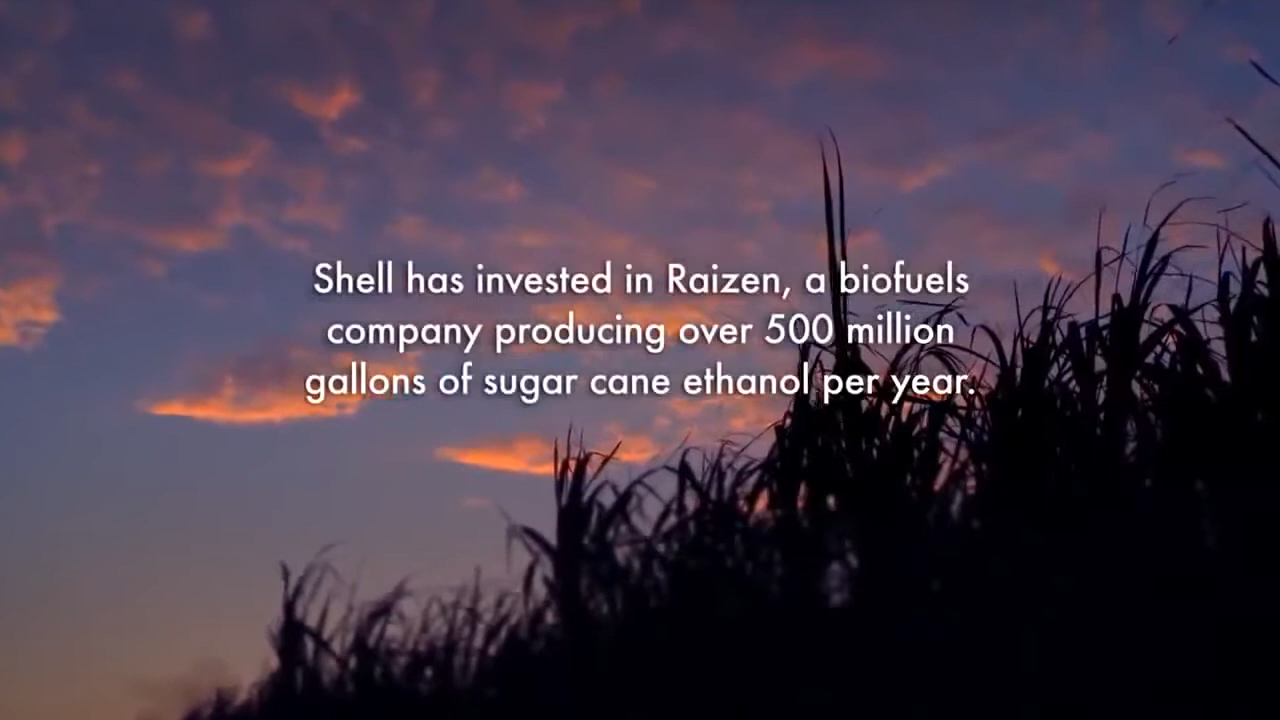 Shell has invested in Raizen, a biofuels
company producing over 500 million
gallons of sugar cane ethanol per year.